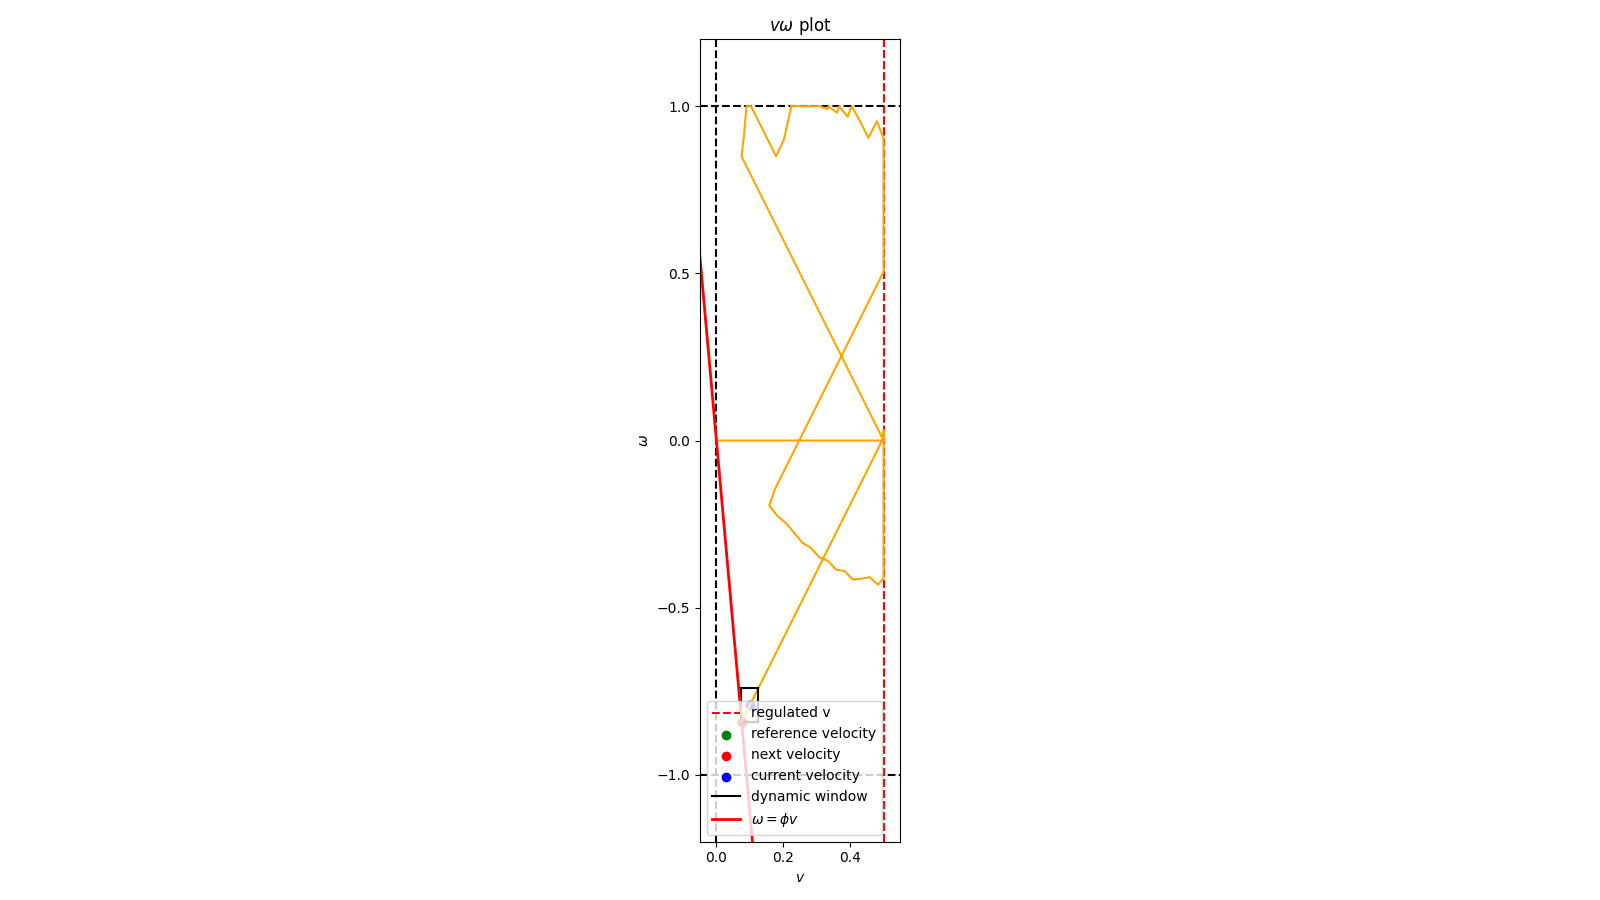 vω plot
1.0
0.5
0.0
−0.5
−1.0
ω
regulated v
reference velocity
next velocity
current velocity
dynamic window
ω = ϕv
0.0 0.2 0.4
v